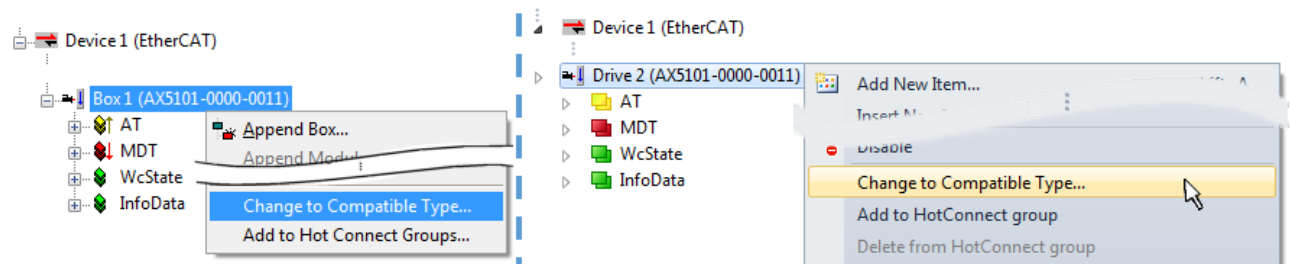 Device 1 (EtherCAT)
Box 1 (AX5101-0000-0011)
AT
MDT
WcState
InfoData
Append Box...
Append
Change to Compatible Type...
Add to Hot Connect Groups...
Device 1 (EtherCAT)
Drive 2 (AX5101-0000-0011)
AT
MDT
WcState
InfoData
Add New Item...
Insert
Disable
Change to Compatible Type...
Add to HotConnect group
Delete from HotConnect group